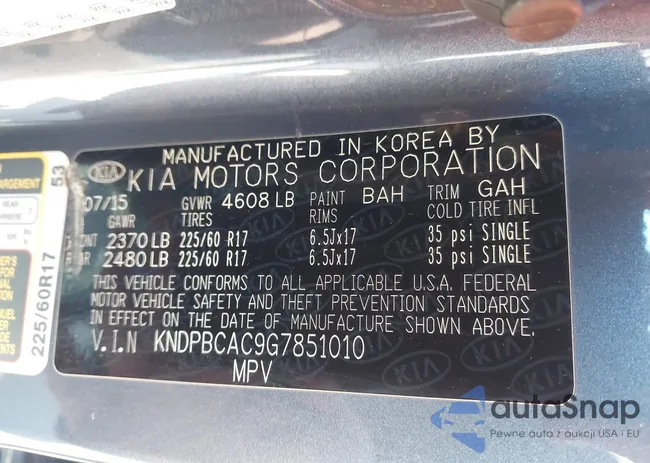 MANUFACTURED IN KOREA BY
KIA KIA MOTORS CORPORATION
07/15 GVWR 4608 LB PAINT BAH TRIM GAH
GAWR TIRES RIMS COLD TIRE INFL
2370 LB 225/60 R17 6.5Jx17 35 psi SINGLE
2480 LB 225/60 R17 6.5Jx17 35 psi SINGLE
THIS VEHICLE CONFORMS TO ALL APPLICABLE U.S.A. FEDERAL
MOTOR VEHICLE SAFETY AND THEFT PREVENTION STANDARDS
IN EFFECT ON THE DATE OF MANUFACTURE SHOWN ABOVE.
V.I.N KNDPBCAC9G7851010
MPV
53
225/60R17
autoSnap
Pewne auta z aukcji USA i EU